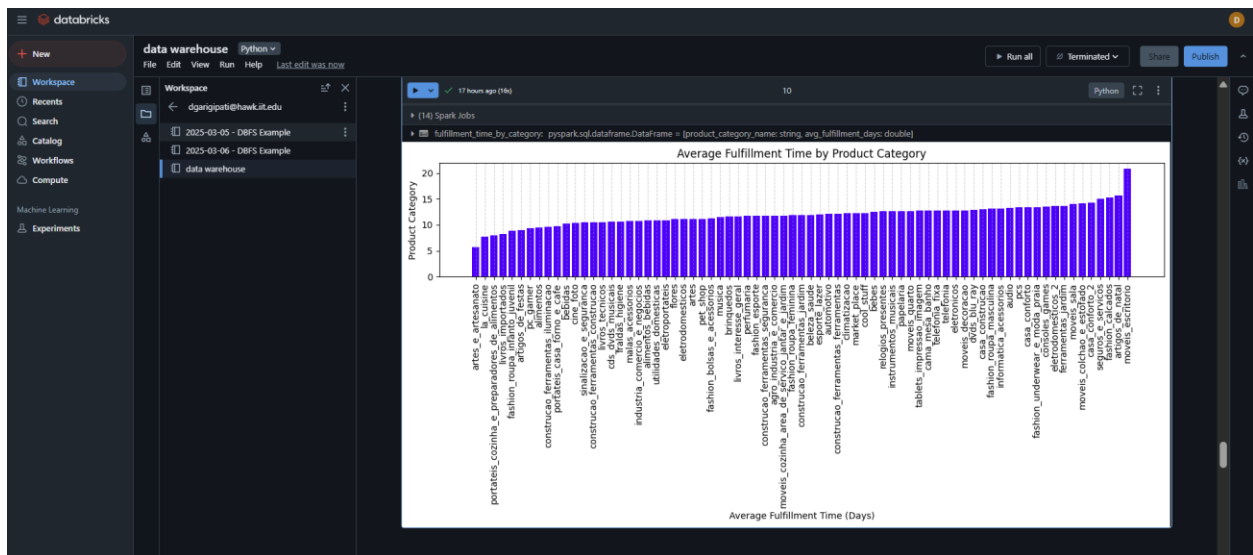 databricks
D
New
Workspace
Recents
Search
Catalog
Workflows
Compute
Machine Learning
Experiments
data warehouse Python
File Edit View Run Help Last edit was now
Run all Terminated Share Publish
Workspace
dgarigipati@hawk.iit.edu
2025-03-05 - DBFS Example
2025-03-06 - DBFS Example
data warehouse
17 hours ago (16s) 10 Python
(14) Spark Jobs
fulfillment_time_by_category: pyspark.sql.dataframe.DataFrame = [product_category_name: string, avg_fulfillment_days: double]
Average Fulfillment Time by Product Category
Product Category
20
15
10
5
0
artes_e_artesanato
la_cuisine
portateis_cozinha_e_preparadores_de_alimentos
livros_importados
fashion_roupa_infanto_juvenil
artigos_de_festas
pc_gamer
alimentos
construcao_ferramentas_iluminacao
portateis_casa_forno_e_cafe
bebidas
cine_foto
sinalizacao_e_seguranca
construcao_ferramentas_construcao
livros_tecnicos
cds_dvds_musicais
fraldas_higiene
malas_acessorios
industria_comercio_e_negocios
alimentos_bebidas
utilidades_domesticas
eletroportateis
flores
eletrodomesticos
artes
pet_shop
fashion_bolsas_e_acessorios
musica
brinquedos
livros_interesse_geral
perfumaria
fashion_esporte
construcao_ferramentas_seguranca
agro_industria_e_comercio
moveis_cozinha_area_de_servico_jantar_e_jardim
fashion_roupa_feminina
construcao_ferramentas_jardim
beleza_saude
esporte_lazer
automotivo
construcao_ferramentas_ferramentas
climatizacao
market_place
cool_stuff
bebes
relogios_presentes
instrumentos_musicais
papelaria
moveis_quarto
tablets_impressao_imagem
cama_mesa_banho
telefonia_fixa
telefonia
eletronicos
moveis_decoracao
dvds_blu_ray
casa_construcao
fashion_roupa_masculina
informatica_acessorios
audio
pcs
casa_conforto
fashion_underwear_e_moda_praia
consoles_games
eletrodomesticos_2
ferramentas_jardim
moveis_sala
moveis_colchao_e_estofado
casa_conforto_2
seguros_e_servicos
fashion_calcados
artigos_de_natal
moveis_escritorio
Average Fulfillment Time (Days)